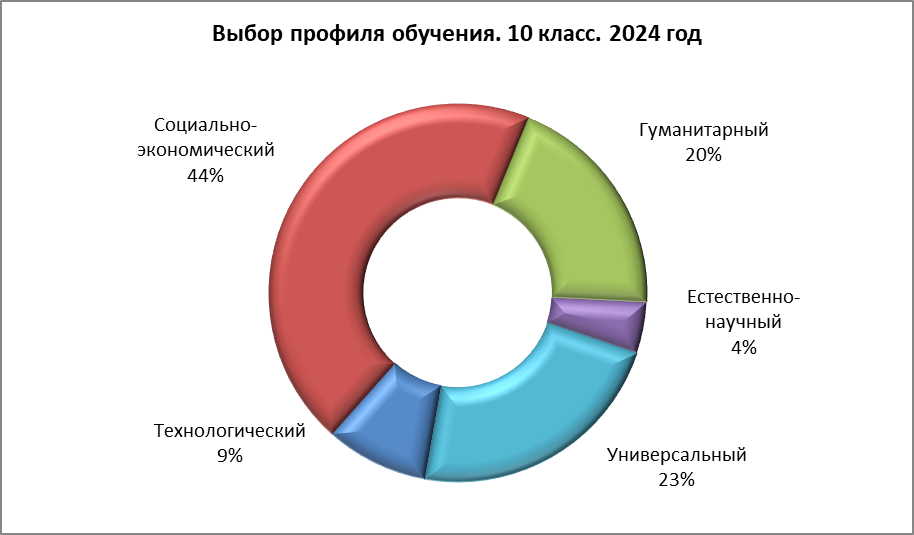 Выбор профиля обучения. 10 класс. 2024 год
Социально-
экономический
44%
Гуманитарный
20%
Естественно-
научный
4%
Технологический
9%
Универсальный
23%